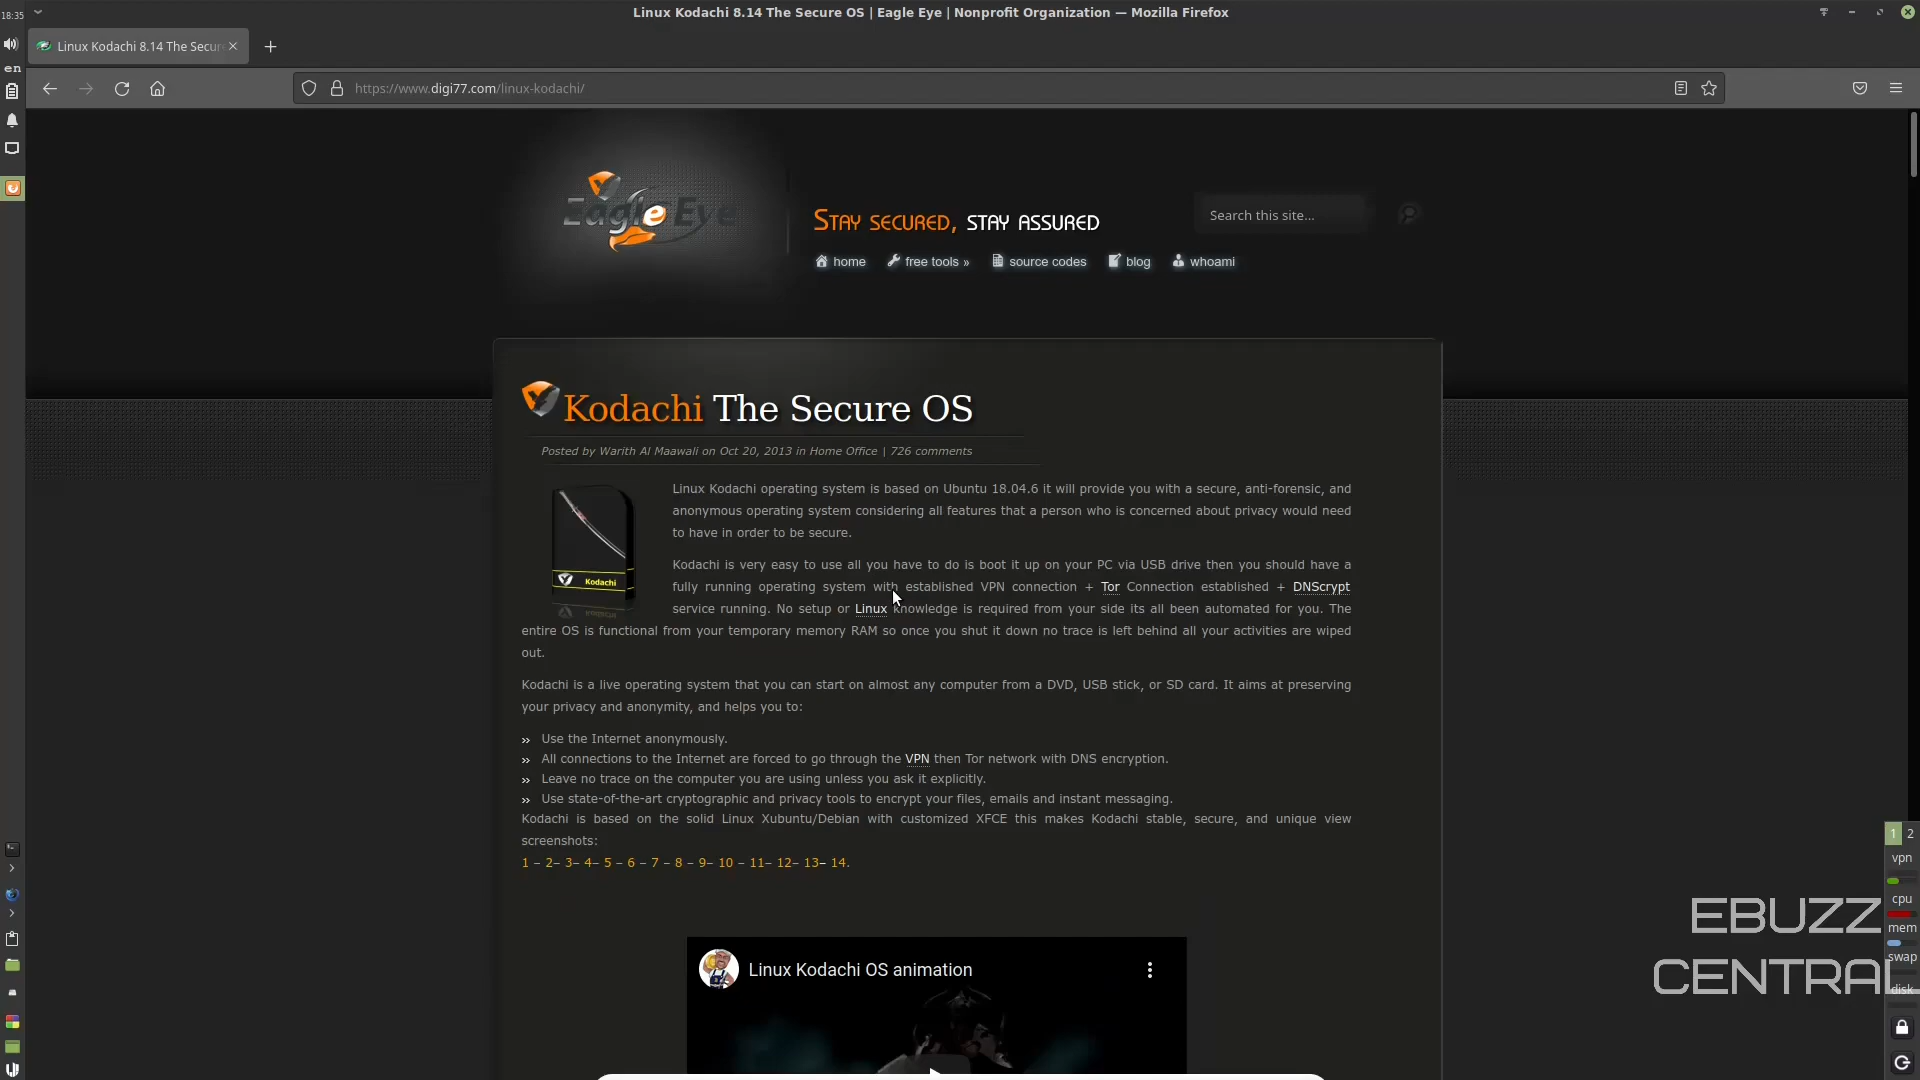 18:35
Linux Kodachi 8.14 The Secure OS | Eagle Eye | Nonprofit Organization — Mozilla Firefox
Linux Kodachi 8.14 The Secur
en
https://www.digi77.com/linux-kodachi/
Eagle Eye
Stay secured, stay assured
Search this site...
home
free tools »
source codes
blog
whoami
Kodachi The Secure OS
Posted by Warith Al Maawali on Oct 20, 2013 in Home Office | 726 comments
Linux Kodachi operating system is based on Ubuntu 18.04.6 it will provide you with a secure, anti-forensic, and
anonymous operating system considering all features that a person who is concerned about privacy would need
to have in order to be secure.
Kodachi
Kodachi is very easy to use all you have to do is boot it up on your PC via USB drive then you should have a
fully running operating system with established VPN connection + Tor Connection established + DNScrypt
service running. No setup or Linux knowledge is required from your side its all been automated for you. The
entire OS is functional from your temporary memory RAM so once you shut it down no trace is left behind all your activities are wiped
out.
Kodachi is a live operating system that you can start on almost any computer from a DVD, USB stick, or SD card. It aims at preserving
your privacy and anonymity, and helps you to:
›› Use the Internet anonymously.
›› All connections to the Internet are forced to go through the VPN then Tor network with DNS encryption.
›› Leave no trace on the computer you are using unless you ask it explicitly.
›› Use state-of-the-art cryptographic and privacy tools to encrypt your files, emails and instant messaging.
Kodachi is based on the solid Linux Xubuntu/Debian with customized XFCE this makes Kodachi stable, secure, and unique view
screenshots:
1 – 2– 3– 4– 5 – 6 – 7 – 8 – 9– 10 – 11– 12– 13– 14.
Linux Kodachi OS animation
1 2
vpn
cpu
mem
swap
disk
EBUZZ
CENTRAL